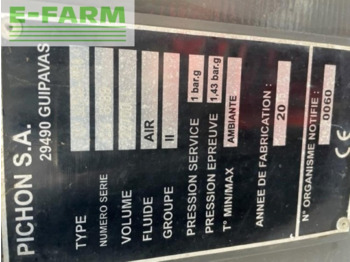 E-FARM
PICHON S.A.
29490 GUIPAVAS
TYPE
NUMERO SERIE
VOLUME
FLUIDE AIR
GROUPE II
PRESSION SERVICE 1 bar.g
PRESSION EPREUVE 1,43 bar.g
T° MIN/MAX AMBIANTE
ANNEE DE FABRICATION : 20
N° ORGANISME NOTIFIE : 0060